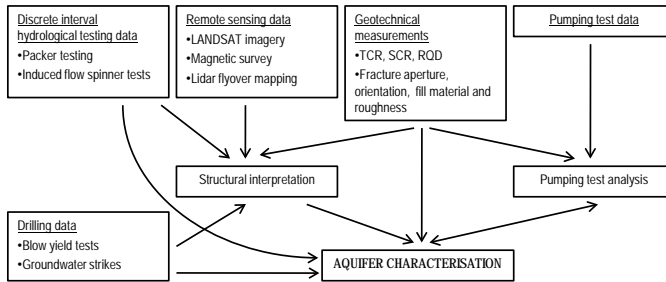 Discrete interval
hydrological testing data
•Packer testing
•Induced flow spinner tests
Remote sensing data
•LANDSAT imagery
•Magnetic survey
•Lidar flyover mapping
Geotechnical
measurements
•TCR, SCR, RQD
•Fracture aperture,
orientation, fill material and
roughness
Pumping test data
Structural interpretation
Pumping test analysis
Drilling data
•Blow yield tests
•Groundwater strikes
AQUIFER CHARACTERISATION